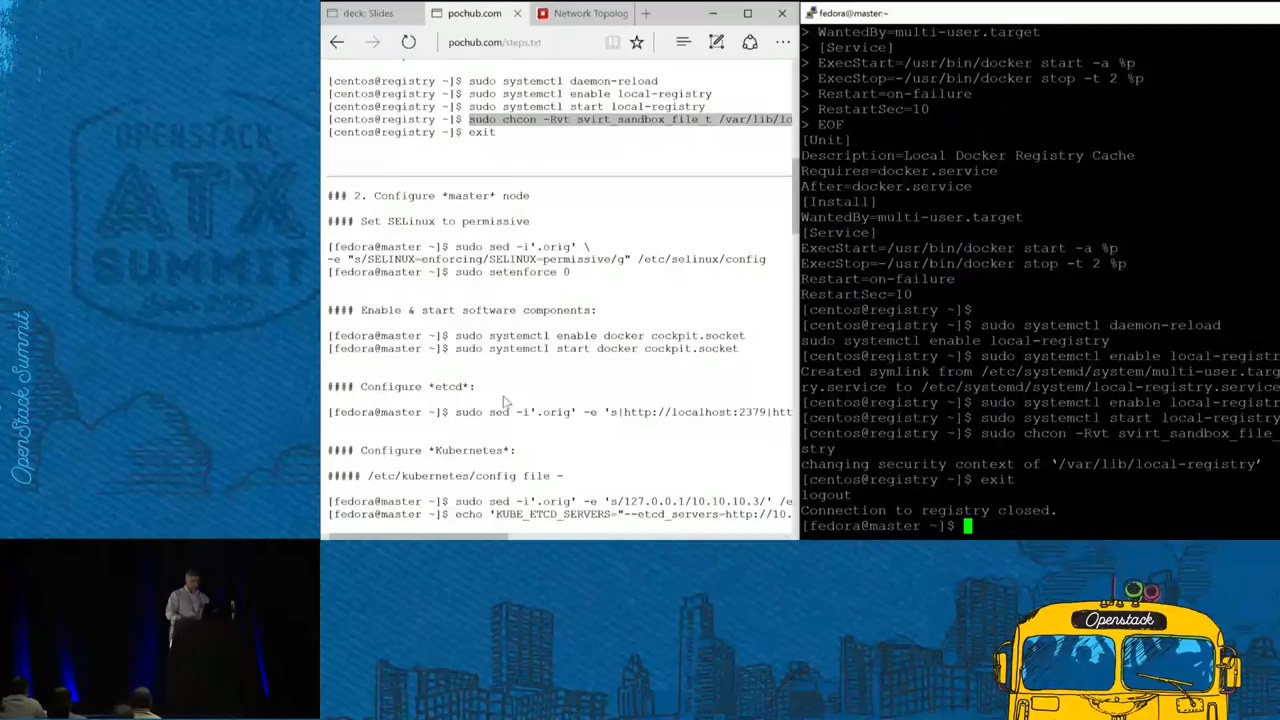 deck: Slides
pochub.com
Network Topolog
pochub.com/steps.txt
[centos@registry ~]$ sudo systemctl daemon-reload
[centos@registry ~]$ sudo systemctl enable local-registry
[centos@registry ~]$ sudo systemctl start local-registry
[centos@registry ~]$ sudo chcon -Rvt svirt_sandbox_file_t /var/lib/lo
[centos@registry ~]$ exit
### 2. Configure *master* node
#### Set SELinux to permissive
[fedora@master ~]$ sudo sed -i'.orig' \
-e "s/SELINUX=enforcing/SELINUX=permissive/g" /etc/selinux/config
[fedora@master ~]$ sudo setenforce 0
#### Enable & start software components:
[fedora@master ~]$ sudo systemctl enable docker cockpit.socket
[fedora@master ~]$ sudo systemctl start docker cockpit.socket
#### Configure *etcd*:
[fedora@master ~]$ sudo sed -i'.orig' -e 's|http://localhost:2379|htt
#### Configure *Kubernetes*:
##### /etc/kubernetes/config file -
[fedora@master ~]$ sudo sed -i'.orig' -e 's/127.0.0.1/10.10.10.3/' /e
[fedora@master ~]$ echo 'KUBE_ETCD_SERVERS="--etcd_servers=http://10.
fedora@master:~
> WantedBy=multi-user.target
> [Service]
> ExecStart=/usr/bin/docker start -a %p
> ExecStop=-/usr/bin/docker stop -t 2 %p
> Restart=on-failure
> RestartSec=10
> EOF
[Unit]
Description=Local Docker Registry Cache
Requires=docker.service
After=docker.service
[Install]
WantedBy=multi-user.target
[Service]
ExecStart=/usr/bin/docker start -a %p
ExecStop=-/usr/bin/docker stop -t 2 %p
Restart=on-failure
RestartSec=10
[centos@registry ~]$
[centos@registry ~]$ sudo systemctl daemon-reload
sudo systemctl enable local-registry
[centos@registry ~]$ sudo systemctl enable local-registr
Created symlink from /etc/systemd/system/multi-user.targ
ry.service to /etc/systemd/system/local-registry.service
[centos@registry ~]$ sudo systemctl enable local-registr
[centos@registry ~]$ sudo systemctl start local-registry
[centos@registry ~]$ sudo chcon -Rvt svirt_sandbox_file_
stry
changing security context of ‘/var/lib/local-registry’
[centos@registry ~]$ exit
logout
Connection to registry closed.
[fedora@master ~]$
OpenStack Summit
OPENSTACK,
TX
Openstack